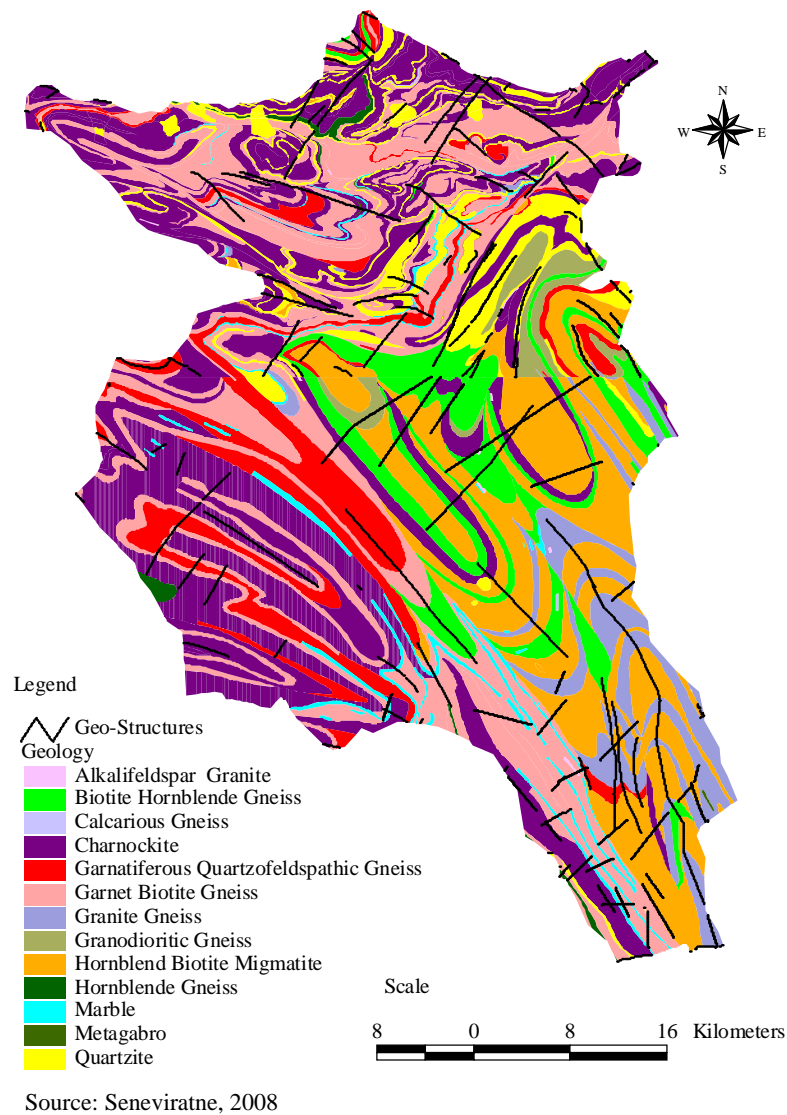 N
W E
S
Legend
Geo-Structures
Geology
Alkalifeldspar Granite
Biotite Hornblende Gneiss
Calcarious Gneiss
Charnockite
Garnatiferous Quartzofeldspathic Gneiss
Garnet Biotite Gneiss
Granite Gneiss
Granodioritic Gneiss
Hornblend Biotite Migmatite
Hornblende Gneiss
Marble
Metagabro
Quartzite
Scale
8 0 8 16 Kilometers
Source: Seneviratne, 2008